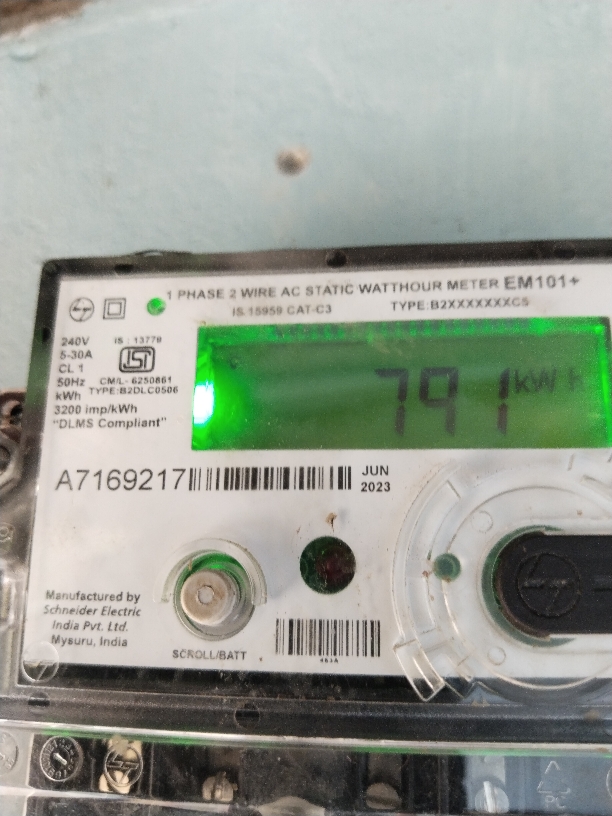 1 PHASE 2 WIRE AC STATIC WATTHOUR METER EM101+
IS 15959 CAT-C3
TYPE:B2XXXXXXXC5
240V
5-30A
CL 1
50Hz
kWh
3200 imp/kWh
"DLMS Compliant"
IS : 13779
CM/L- 6250861
TYPE:B2DLC0506
791 kWh
A7169217
JUN
2023
Manufactured by
Schneider Electric
India Pvt. Ltd.
Mysuru, India
SCROLL/BATT
PC